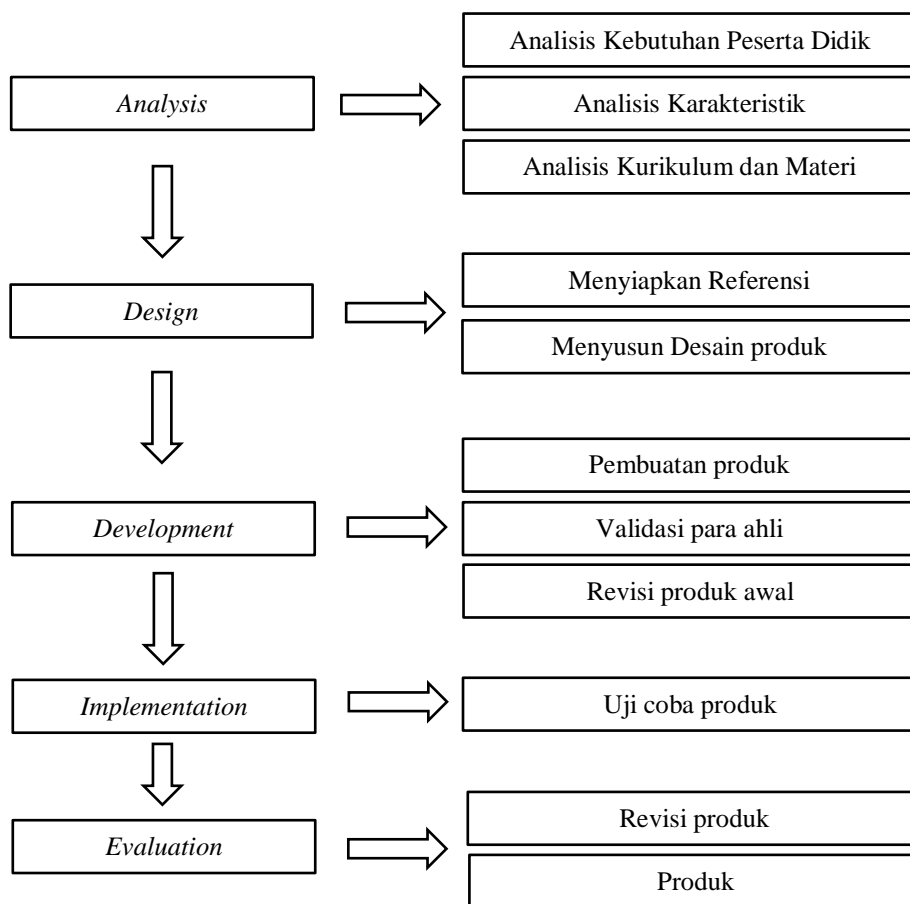 Analisis Kebutuhan Peserta Didik
Analysis
Analisis Karakteristik
Analisis Kurikulum dan Materi
Design
Menyiapkan Referensi
Menyusun Desain produk
Pembuatan produk
Development
Validasi para ahli
Revisi produk awal
Implementation
Uji coba produk
Evaluation
Revisi produk
Produk